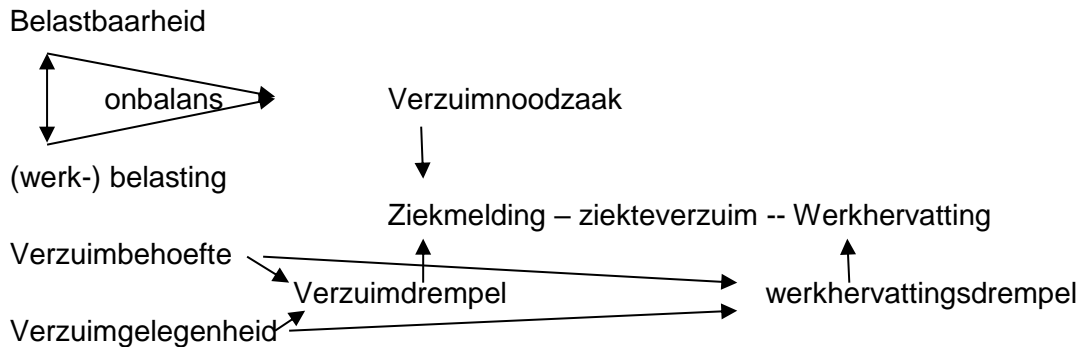 Belastbaarheid
onbalans Verzuimnoodzaak
(werk-) belasting
Ziekmelding – ziekteverzuim -- Werkhervatting
Verzuimbehoefte
Verzuimdrempel werkhervattingsdrempel
Verzuimgelegenheid